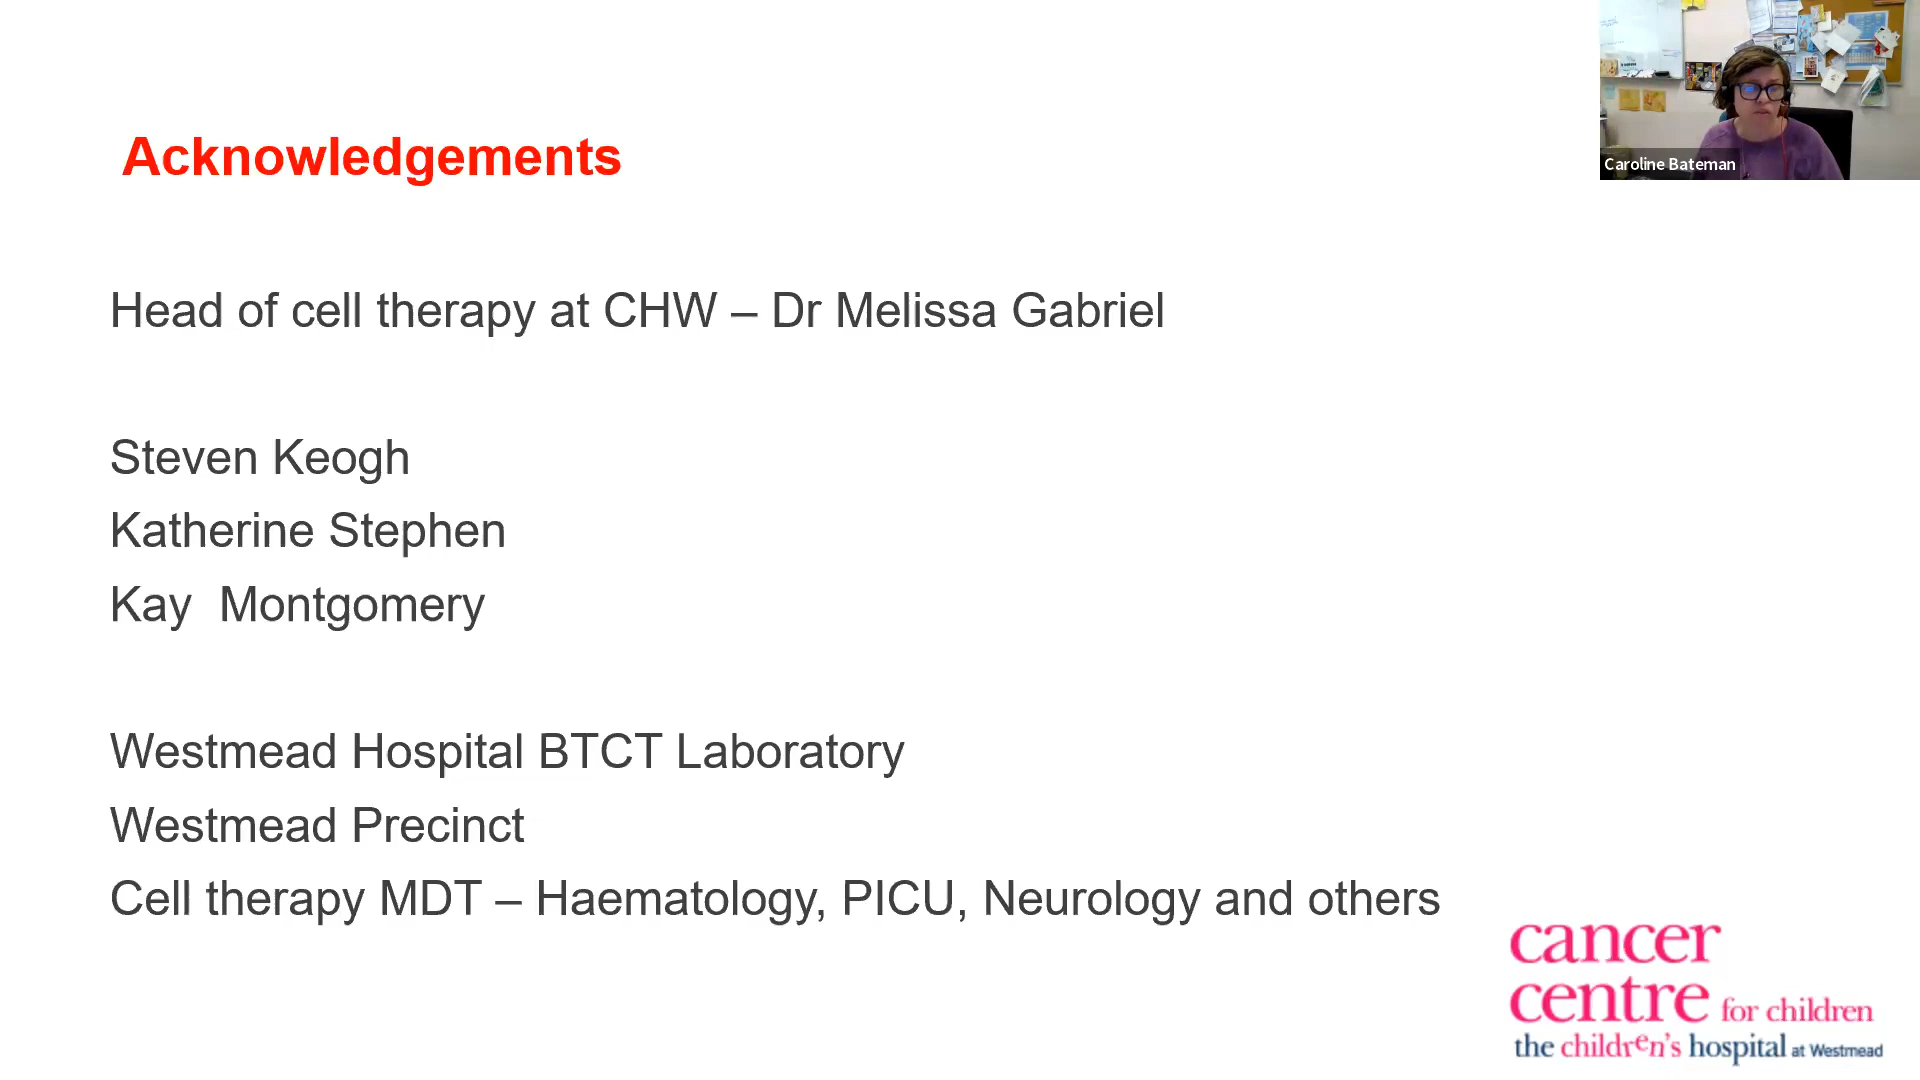 Acknowledgements
Caroline Bateman
Head of cell therapy at CHW – Dr Melissa Gabriel
Steven Keogh
Katherine Stephen
Kay  Montgomery
Westmead Hospital BTCT Laboratory
Westmead Precinct
Cell therapy MDT – Haematology, PICU, Neurology and others
cancer
centre for children
the children's hospital at Westmead